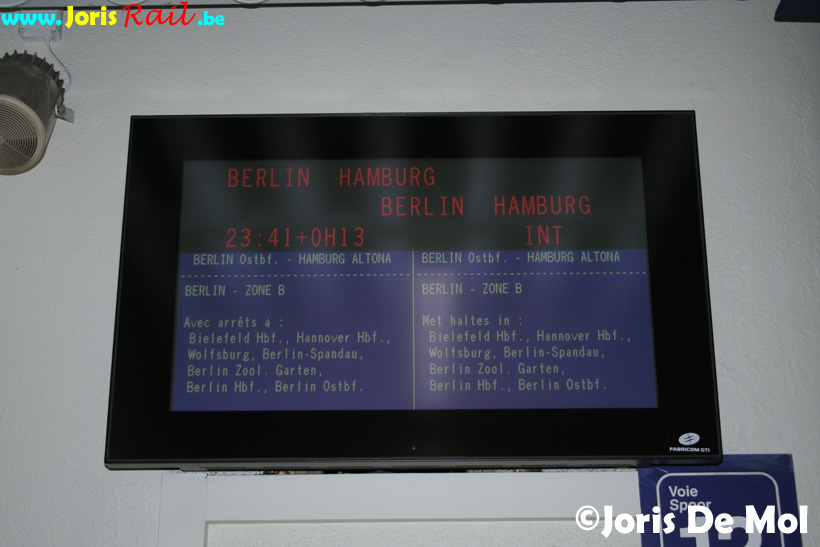 www.JorisRail.be
BERLIN HAMBURG
BERLIN HAMBURG
23:41+0H13 INT
BERLIN Ostbf. - HAMBURG ALTONA
BERLIN - ZONE B
Avec arrêts à :
Bielefeld Hbf., Hannover Hbf.,
Wolfsburg, Berlin-Spandau,
Berlin Zool. Garten,
Berlin Hbf., Berlin Ostbf.
BERLIN Ostbf. - HAMBURG ALTONA
BERLIN - ZONE B
Met haltes in :
Bielefeld Hbf., Hannover Hbf.,
Wolfsburg, Berlin-Spandau,
Berlin Zool. Garten,
Berlin Hbf., Berlin Ostbf.
FABRICOM GTI
Voie
Spoor
©Joris De Mol